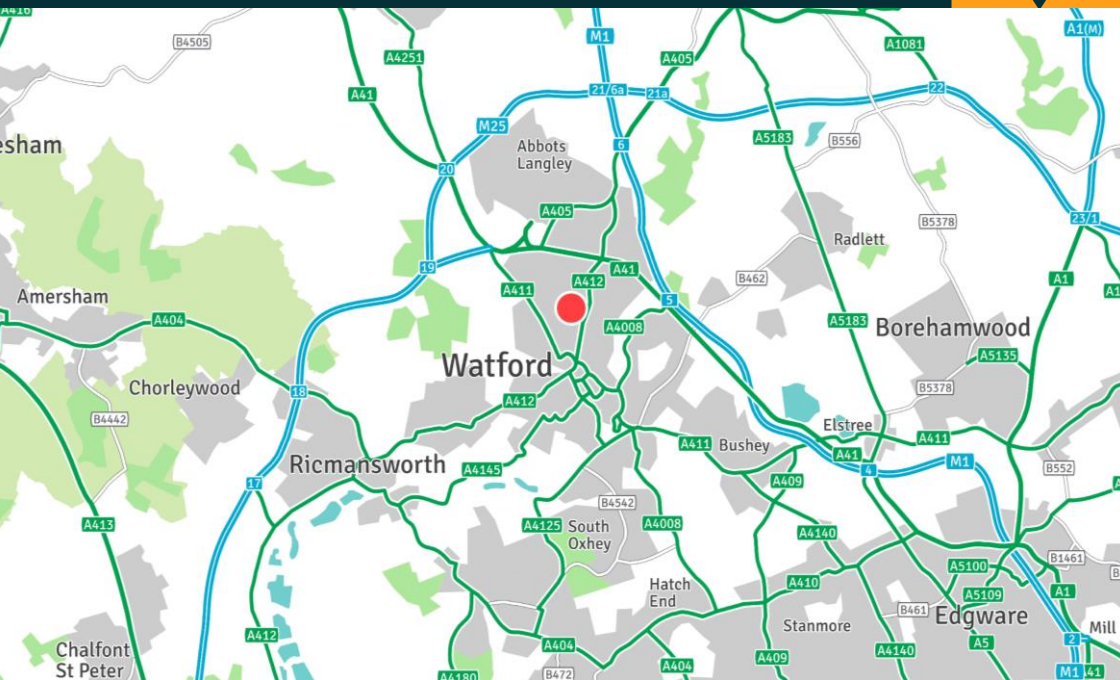 A416
B4505
A4251
A41
M1
A405
A1081
A1(M)
21/6a
21a
22
M25
esham
Abbots
Langley
6
A5183
B556
20
A405
B5378
23/1
Radlett
19
A41
A412
A411
B462
A1
A1
5
Amersham
A404
A4008
A5183
Borehamwood
A5135
Watford
Chorleywood
18
B5378
A412
B4442
Elstree
A411
Bushey
A411
A41
M1
Ricmansworth
A4145
4
B552
17
A409
A413
B4542
A4125
South
Oxhey
A4008
A4140
B1461
A5100
Hatch
End
A410
A5109
A1
B461
Edgware
Stanmore
A412
A404
A5
2
Mill
Chalfont
St Peter
A4180
B472
A404
A409
A4140
M1
A41